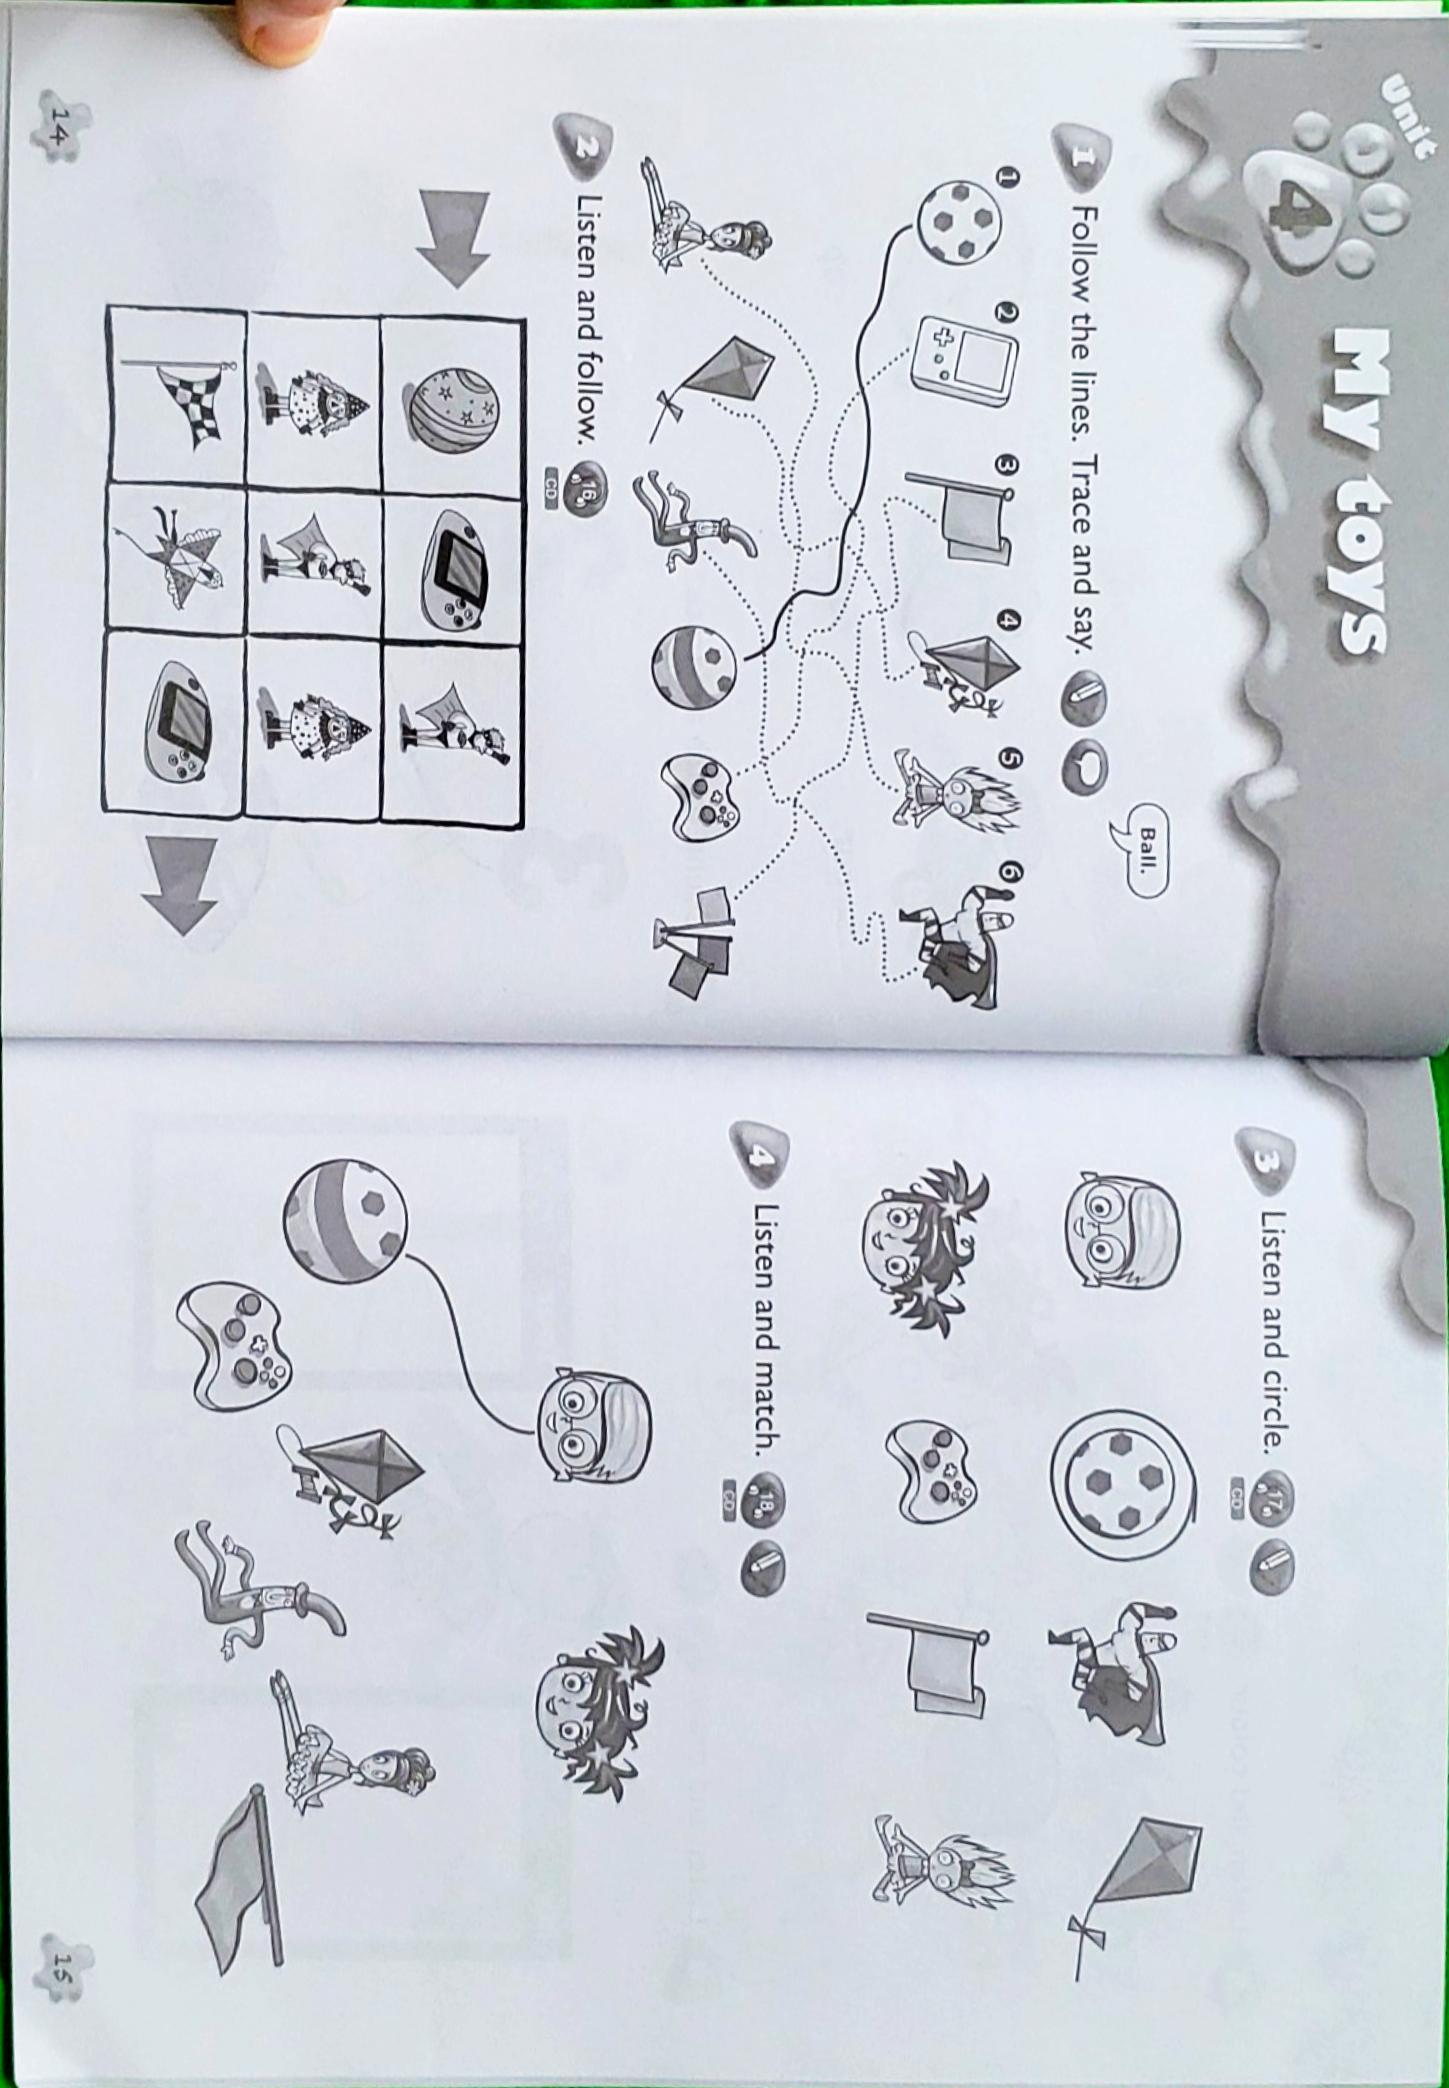 Unit
4
My toys
Ball.
1 Follow the lines. Trace and say.
1 2 3 4 5 6
2 Listen and follow. 16
CD
14
3 Listen and circle. 17
CD
4 Listen and match. 18
CD
15